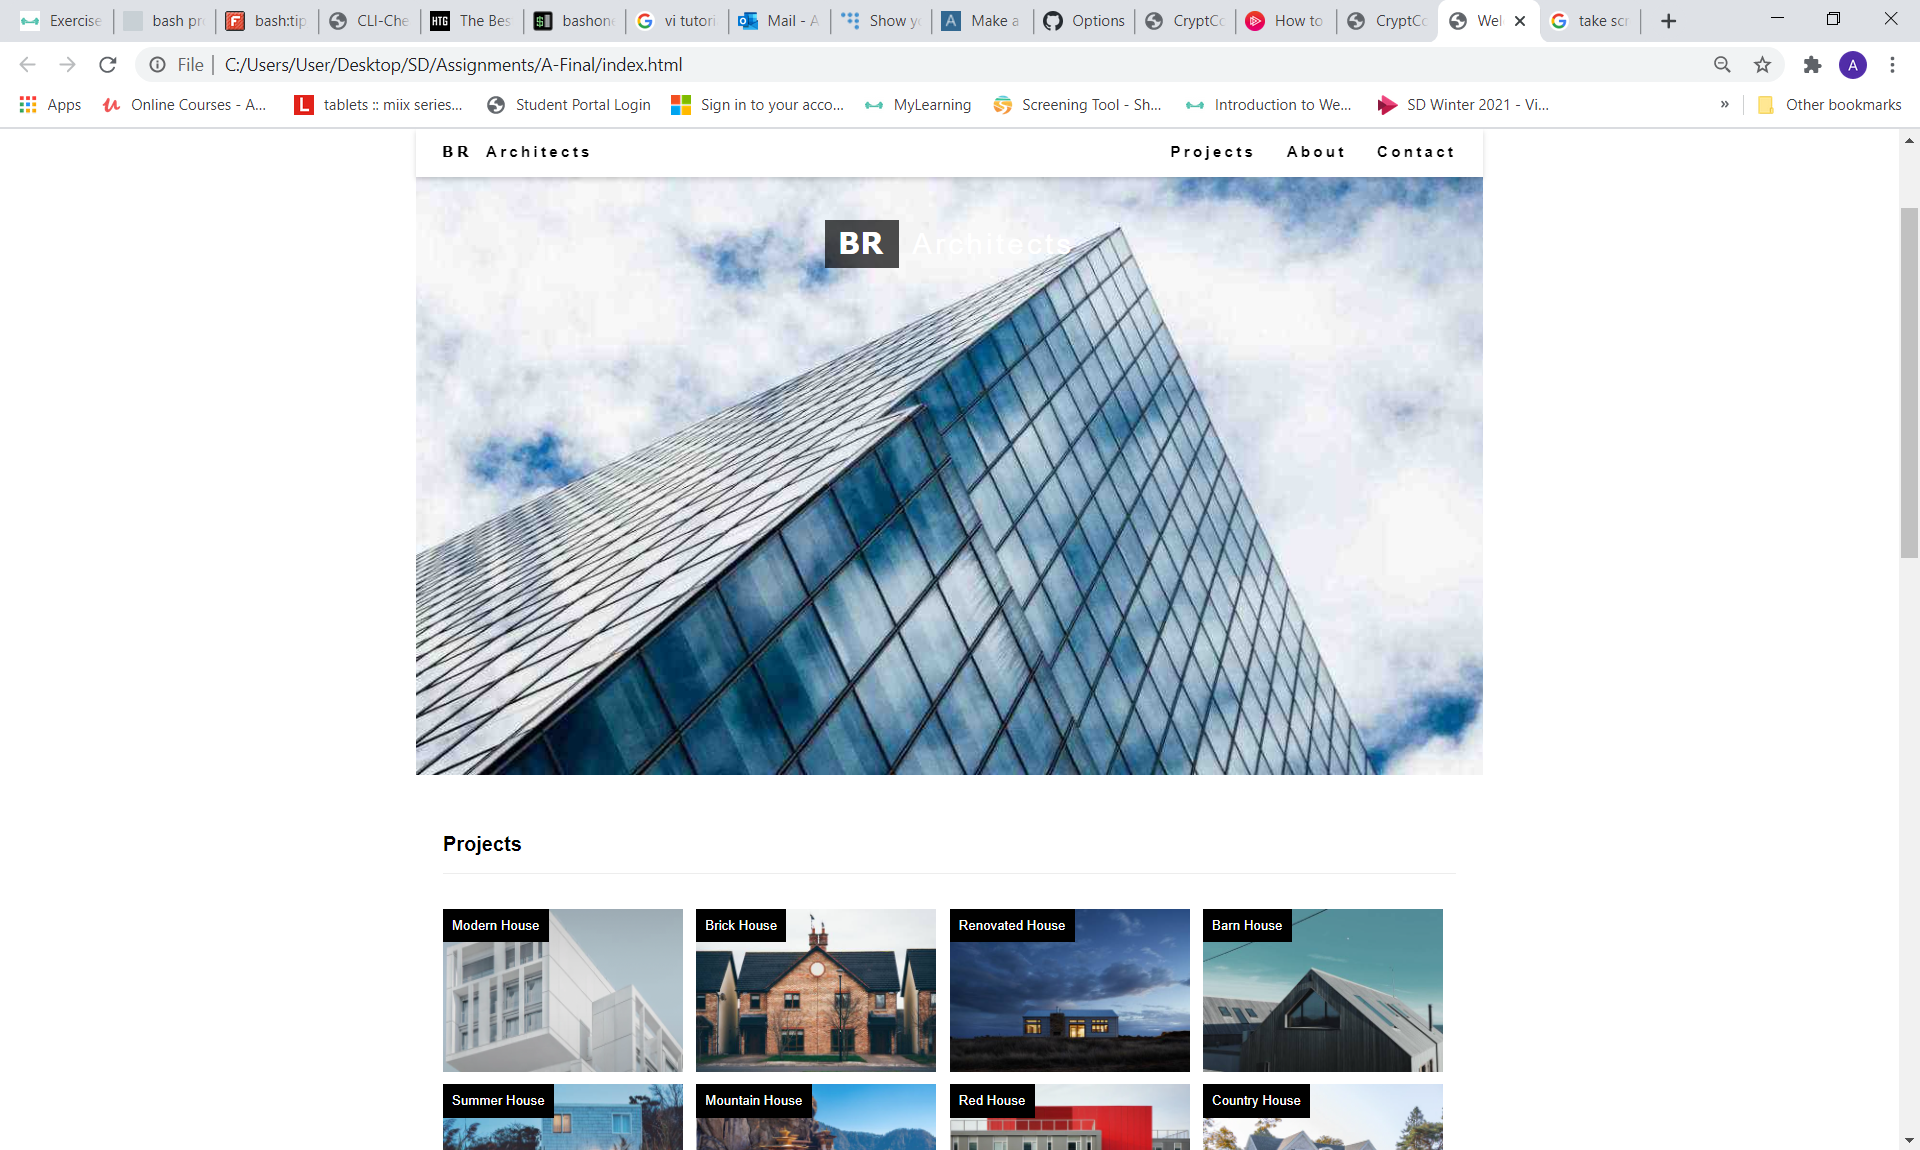 Exercise bash pr bash:tip CLI-Che The Bes bashone vi tutori Mail - A Show y Make a Options CryptCo How to CryptCo Wel take scr
File C:/Users/User/Desktop/SD/Assignments/A-Final/index.html A
Apps Online Courses - A... tablets :: miix series... Student Portal Login Sign in to your acco... MyLearning Screening Tool - Sh... Introduction to We... SD Winter 2021 - Vi... » Other bookmarks
BR Architects Projects About Contact
BR Architects
Projects
Modern House Brick House Renovated House Barn House
Summer House Mountain House Red House Country House